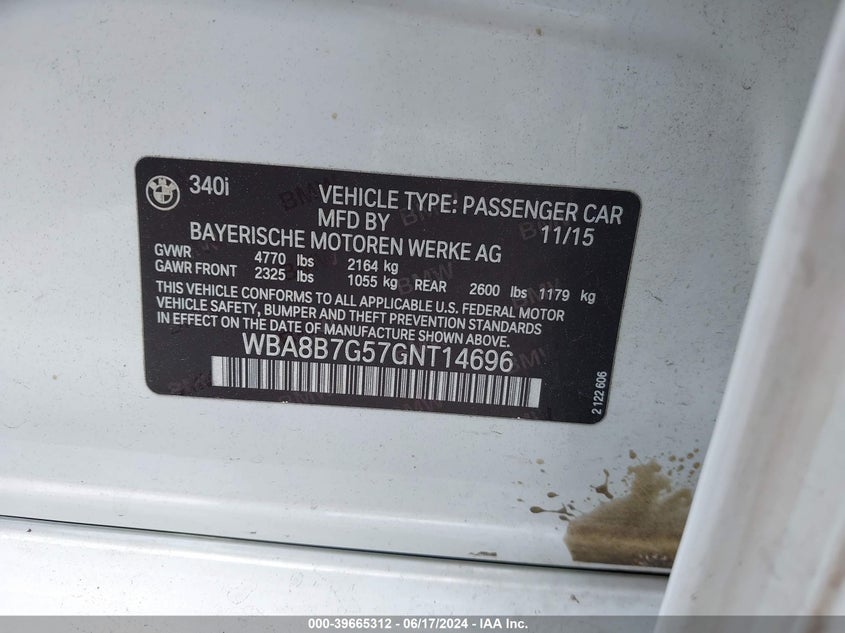 340i
VEHICLE TYPE: PASSENGER CAR
MFD BY 11/15
BAYERISCHE MOTOREN WERKE AG
GVWR 4770 lbs 2164 kg
GAWR FRONT 2325 lbs 1055 kg REAR 2600 lbs 1179 kg
THIS VEHICLE CONFORMS TO ALL APPLICABLE U.S. FEDERAL MOTOR
VEHICLE SAFETY, BUMPER AND THEFT PREVENTION STANDARDS
IN EFFECT ON THE DATE OF MANUFACTURE SHOWN ABOVE.
WBA8B7G57GNT14696
2 122 606
000-39665312 / 06/17/2024 - IAA Inc.